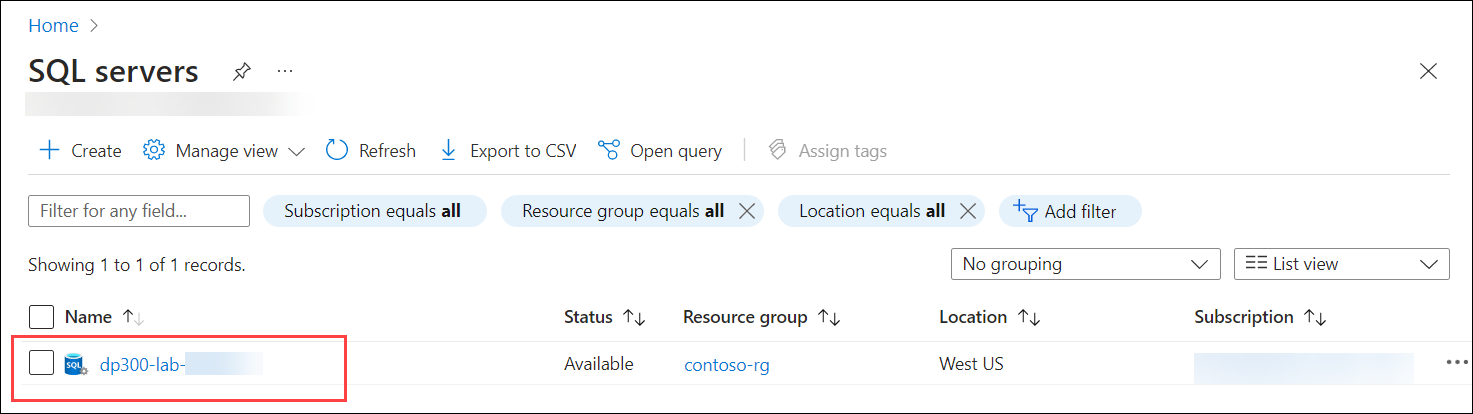 Home >
SQL servers ...
+ Create Manage view Refresh Export to CSV Open query Assign tags
Filter for any field... Subscription equals all Resource group equals all Location equals all Add filter
Showing 1 to 1 of 1 records. No grouping List view
Name ↑↓ Status ↑↓ Resource group ↑↓ Location ↑↓ Subscription ↑↓
SQL dp300-lab- Available contoso-rg West US ...